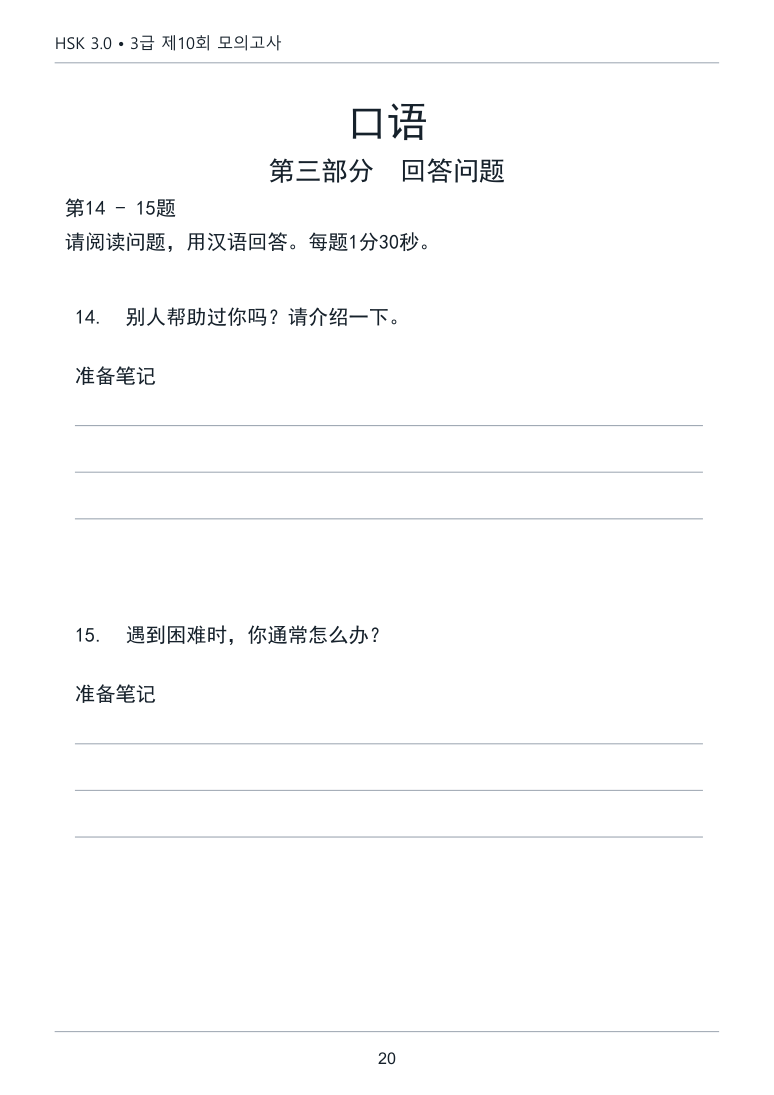 HSK 3.0 • 3급 제10회 모의고사
口语
第三部分 回答问题
第14 - 15题
请阅读问题，用汉语回答。每题1分30秒。
14. 别人帮助过你吗？请介绍一下。
准备笔记
15. 遇到困难时，你通常怎么办？
准备笔记
20